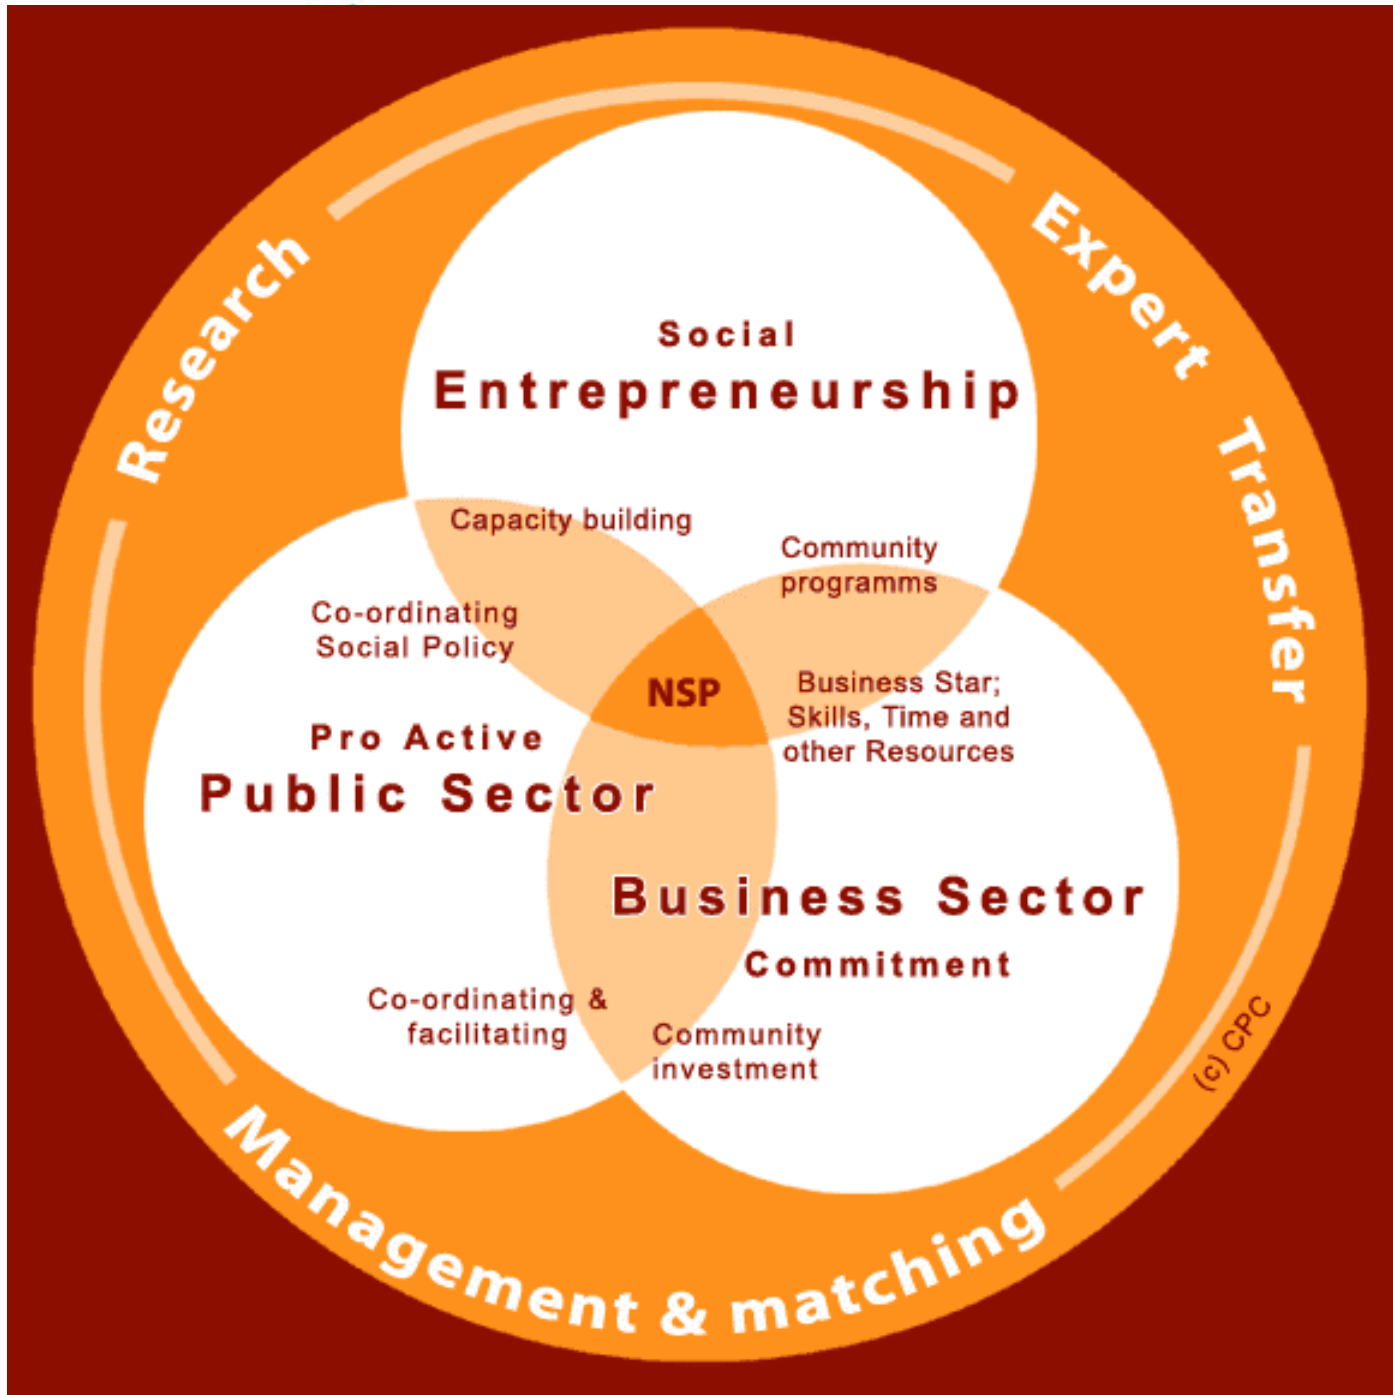 Research
Expert Transfer
Social
Entrepreneurship
Capacity building
Community
programms
Co-ordinating
Social Policy
NSP
Business Star;
Skills, Time and
other Resources
Pro Active
Public Sector
Business Sector
Commitment
Co-ordinating &
facilitating
Community
investment
(c) CPC
Management & matching